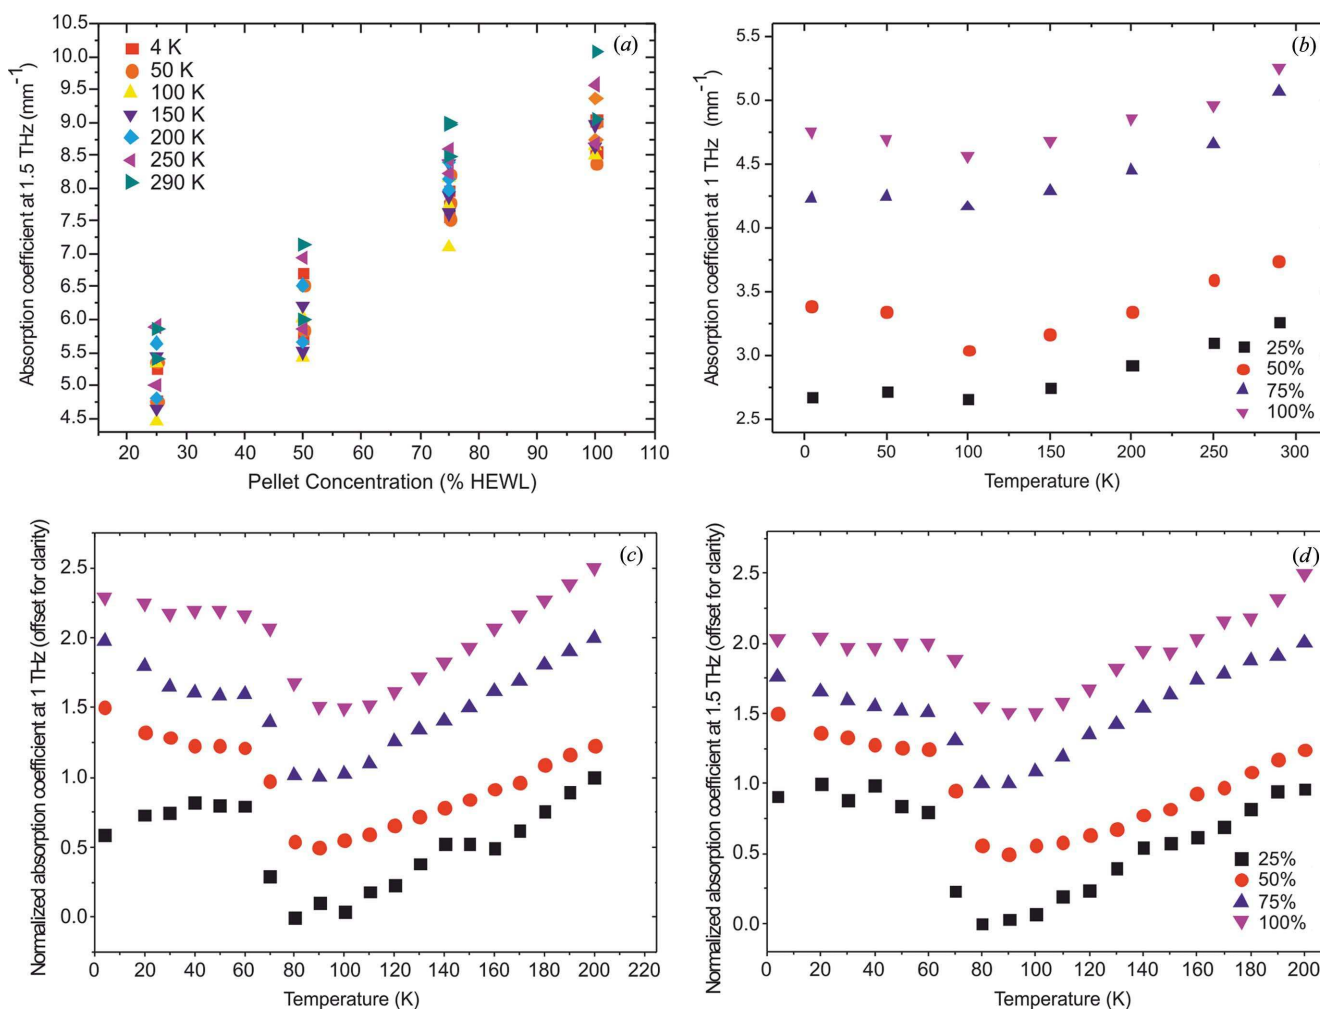 (a)
Absorption coefficient at 1.5 THz (mm⁻¹)
10.5
10.0
9.5
9.0
8.5
8.0
7.5
7.0
6.5
6.0
5.5
5.0
4.5
4 K
50 K
100 K
150 K
200 K
250 K
290 K
20 30 40 50 60 70 80 90 100 110
Pellet Concentration (% HEWL)
(b)
Absorption coefficient at 1 THz (mm⁻¹)
5.5
5.0
4.5
4.0
3.5
3.0
2.5
25%
50%
75%
100%
0 50 100 150 200 250 300
Temperature (K)
(c)
Normalized absorption coefficient at 1 THz (offset for clarity)
2.5
2.0
1.5
1.0
0.5
0.0
0 20 40 60 80 100 120 140 160 180 200 220
Temperature (K)
(d)
Normalized absorption coefficient at 1.5 THz (offset for clarity)
2.5
2.0
1.5
1.0
0.5
0.0
25%
50%
75%
100%
0 20 40 60 80 100 120 140 160 180 200
Temperature (K)